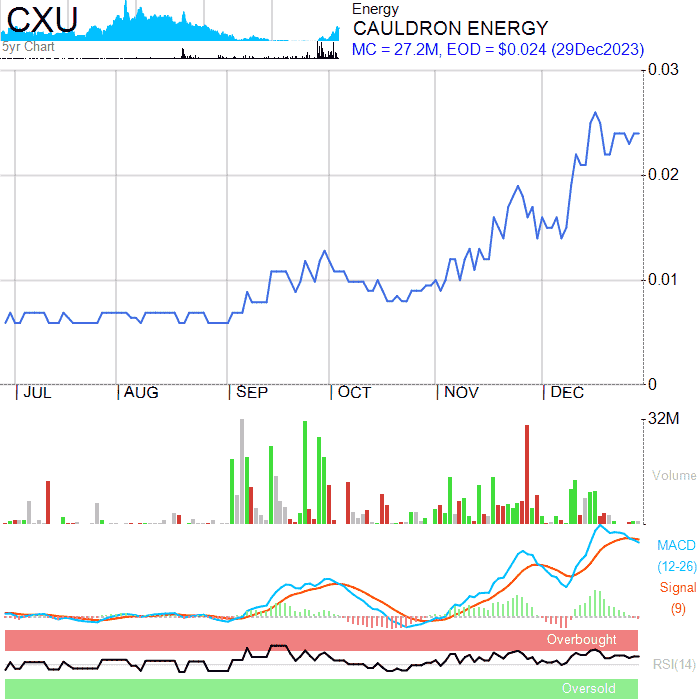 CXU
5yr Chart
Energy
CAULDRON ENERGY
MC = 27.2M, EOD = $0.024 (29Dec2023)
0.03
0.02
0.01
0
JUL AUG SEP OCT NOV DEC
32M
Volume
MACD
(12-26)
Signal
(9)
Overbought
RSI(14)
Oversold